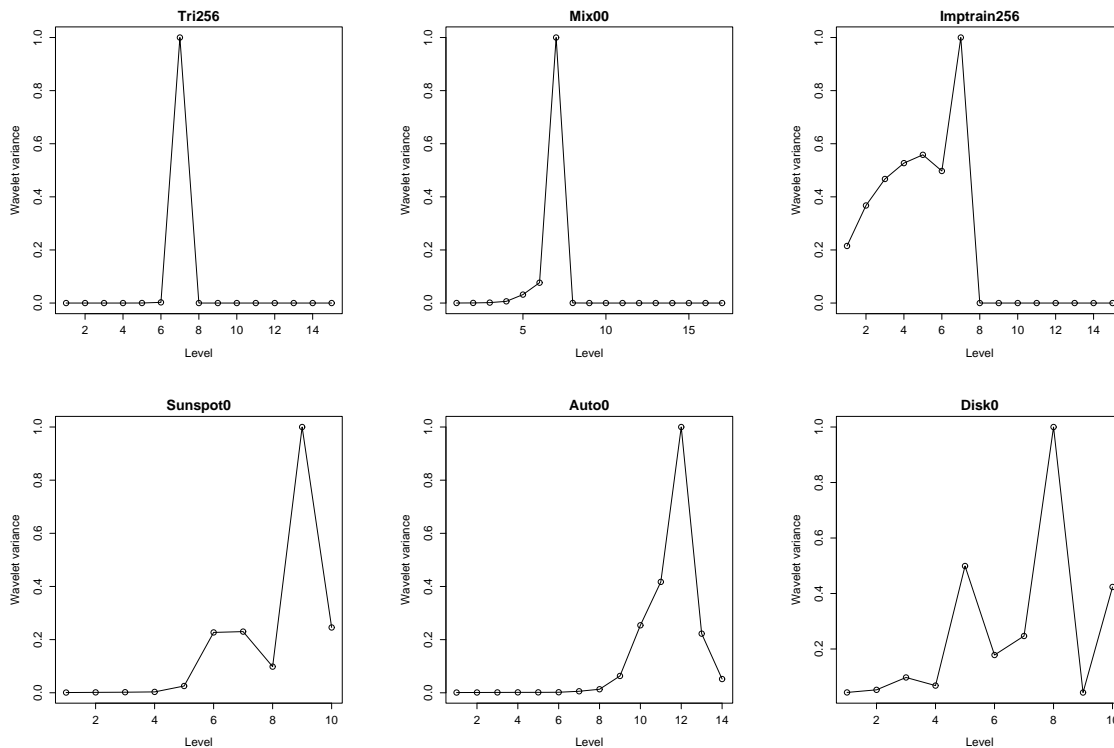 Tri256
Wavelet variance
0.0 0.2 0.4 0.6 0.8 1.0
2 4 6 8 10 12 14
Level
Mix00
Wavelet variance
0.0 0.2 0.4 0.6 0.8 1.0
5 10 15
Level
Imptrain256
Wavelet variance
0.0 0.2 0.4 0.6 0.8 1.0
2 4 6 8 10 12 14
Level
Sunspot0
Wavelet variance
0.0 0.2 0.4 0.6 0.8 1.0
2 4 6 8 10
Level
Auto0
Wavelet variance
0.0 0.2 0.4 0.6 0.8 1.0
2 4 6 8 10 12 14
Level
Disk0
Wavelet variance
0.2 0.4 0.6 0.8 1.0
2 4 6 8
Level